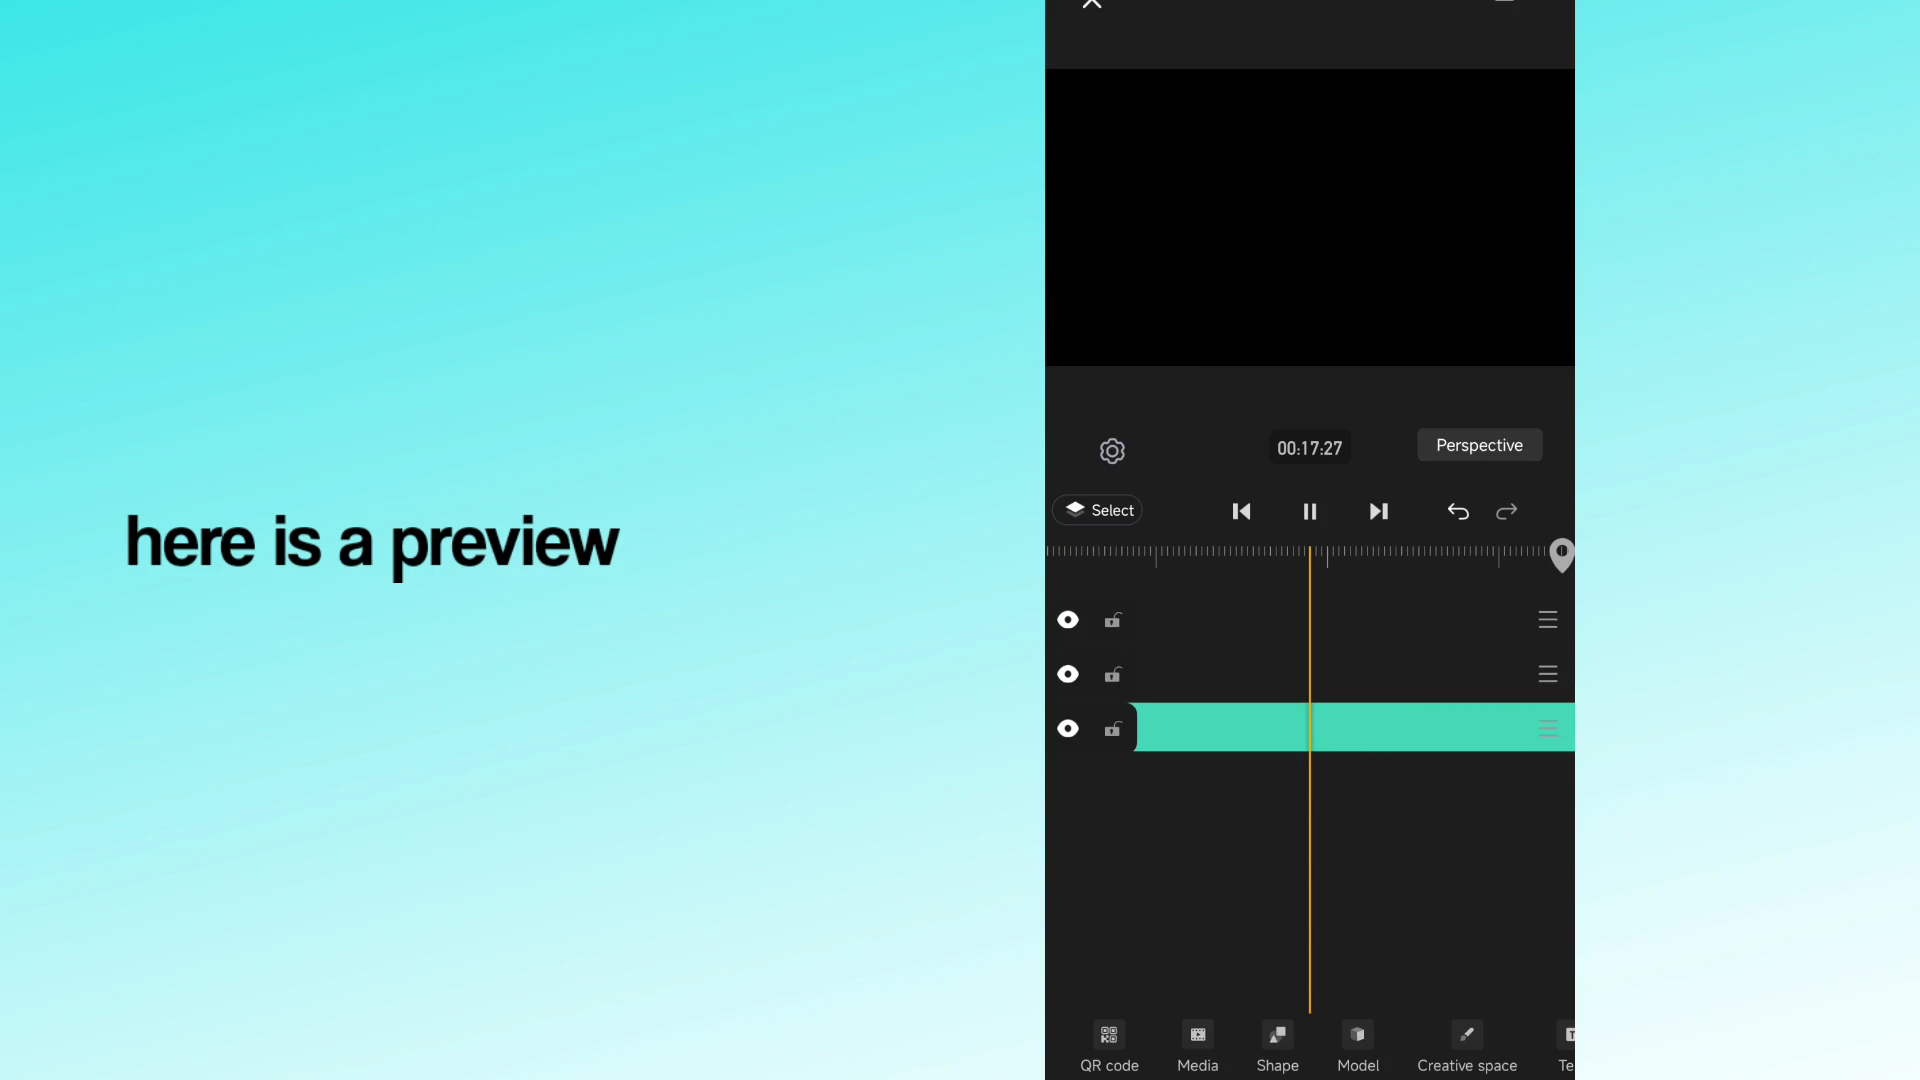 here is a preview
00:17:27
Perspective
Select
QR code
Media
Shape
Model
Creative space
Te